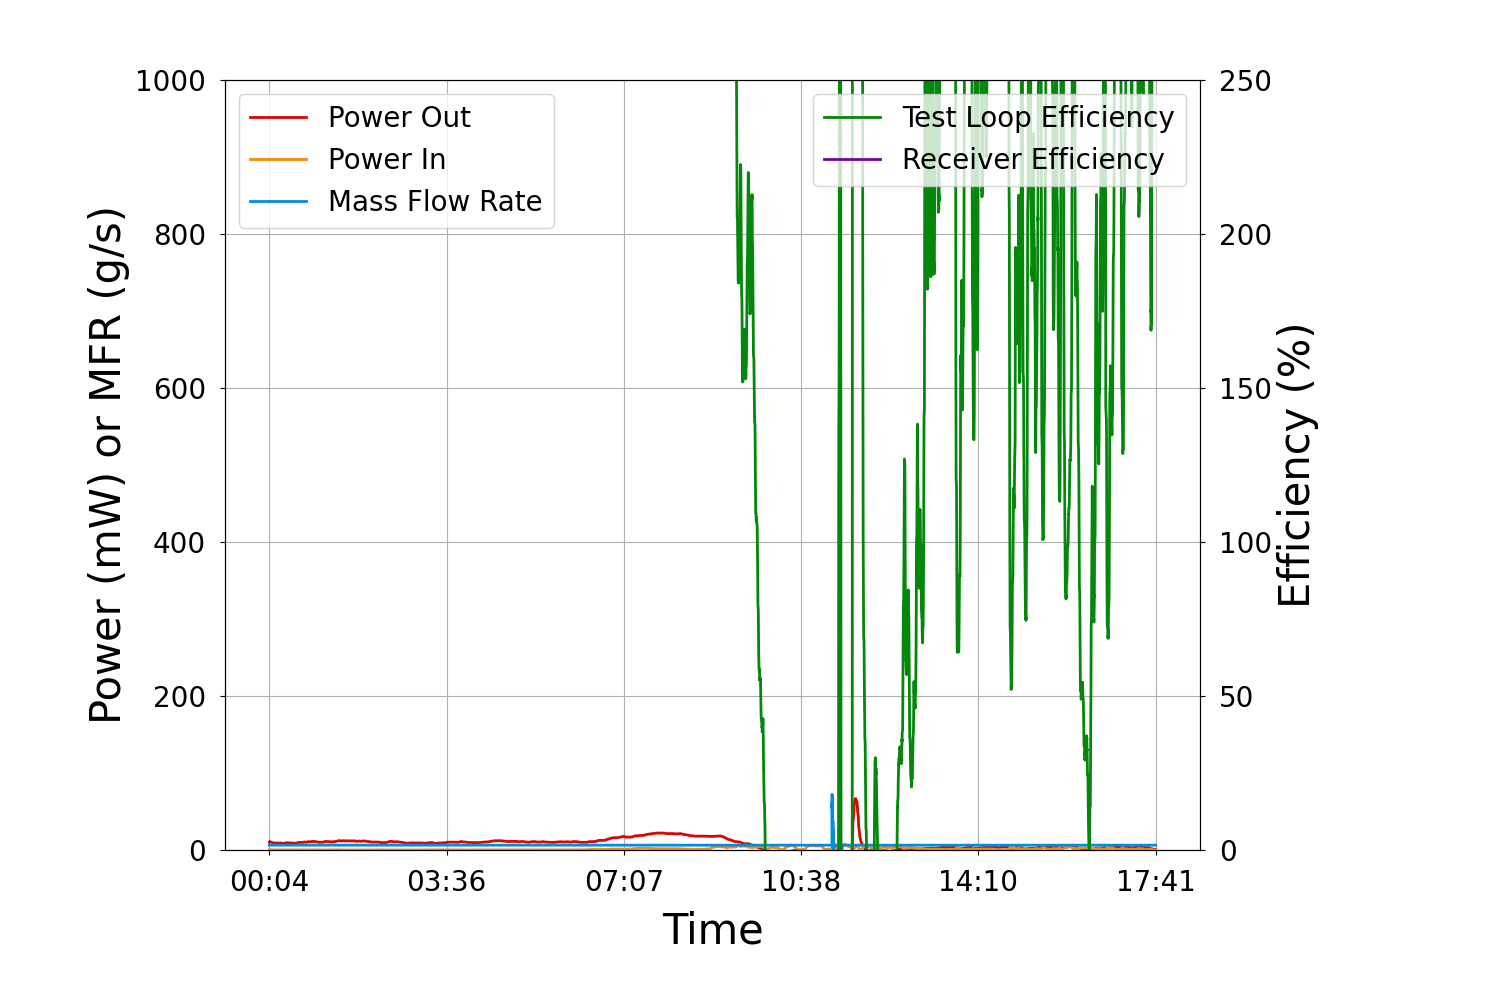 1000
800
600
400
200
0
Power (mW) or MFR (g/s)
Power Out
Power In
Mass Flow Rate
Test Loop Efficiency
Receiver Efficiency
250
200
150
100
50
0
Efficiency (%)
00:04 03:36 07:07 10:38 14:10 17:41
Time